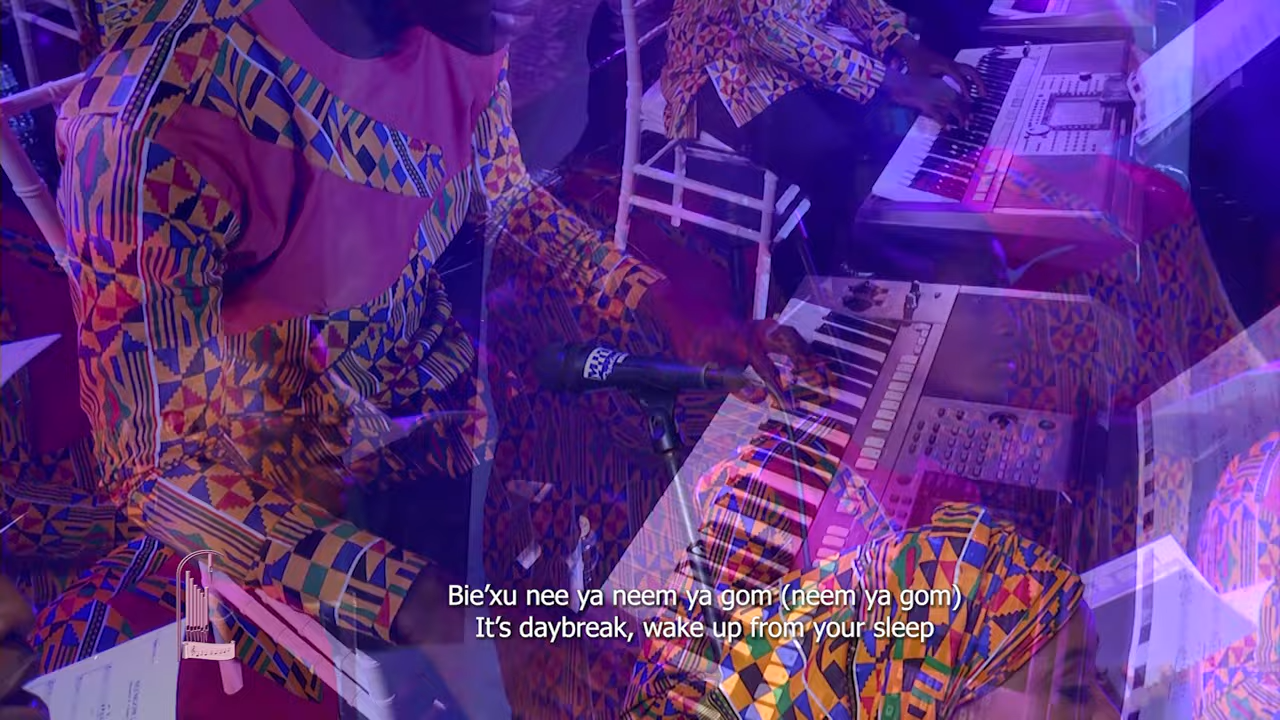 Bie’xu nee ya neem ya gom (neem ya gom)
It’s daybreak, wake up from your sleep